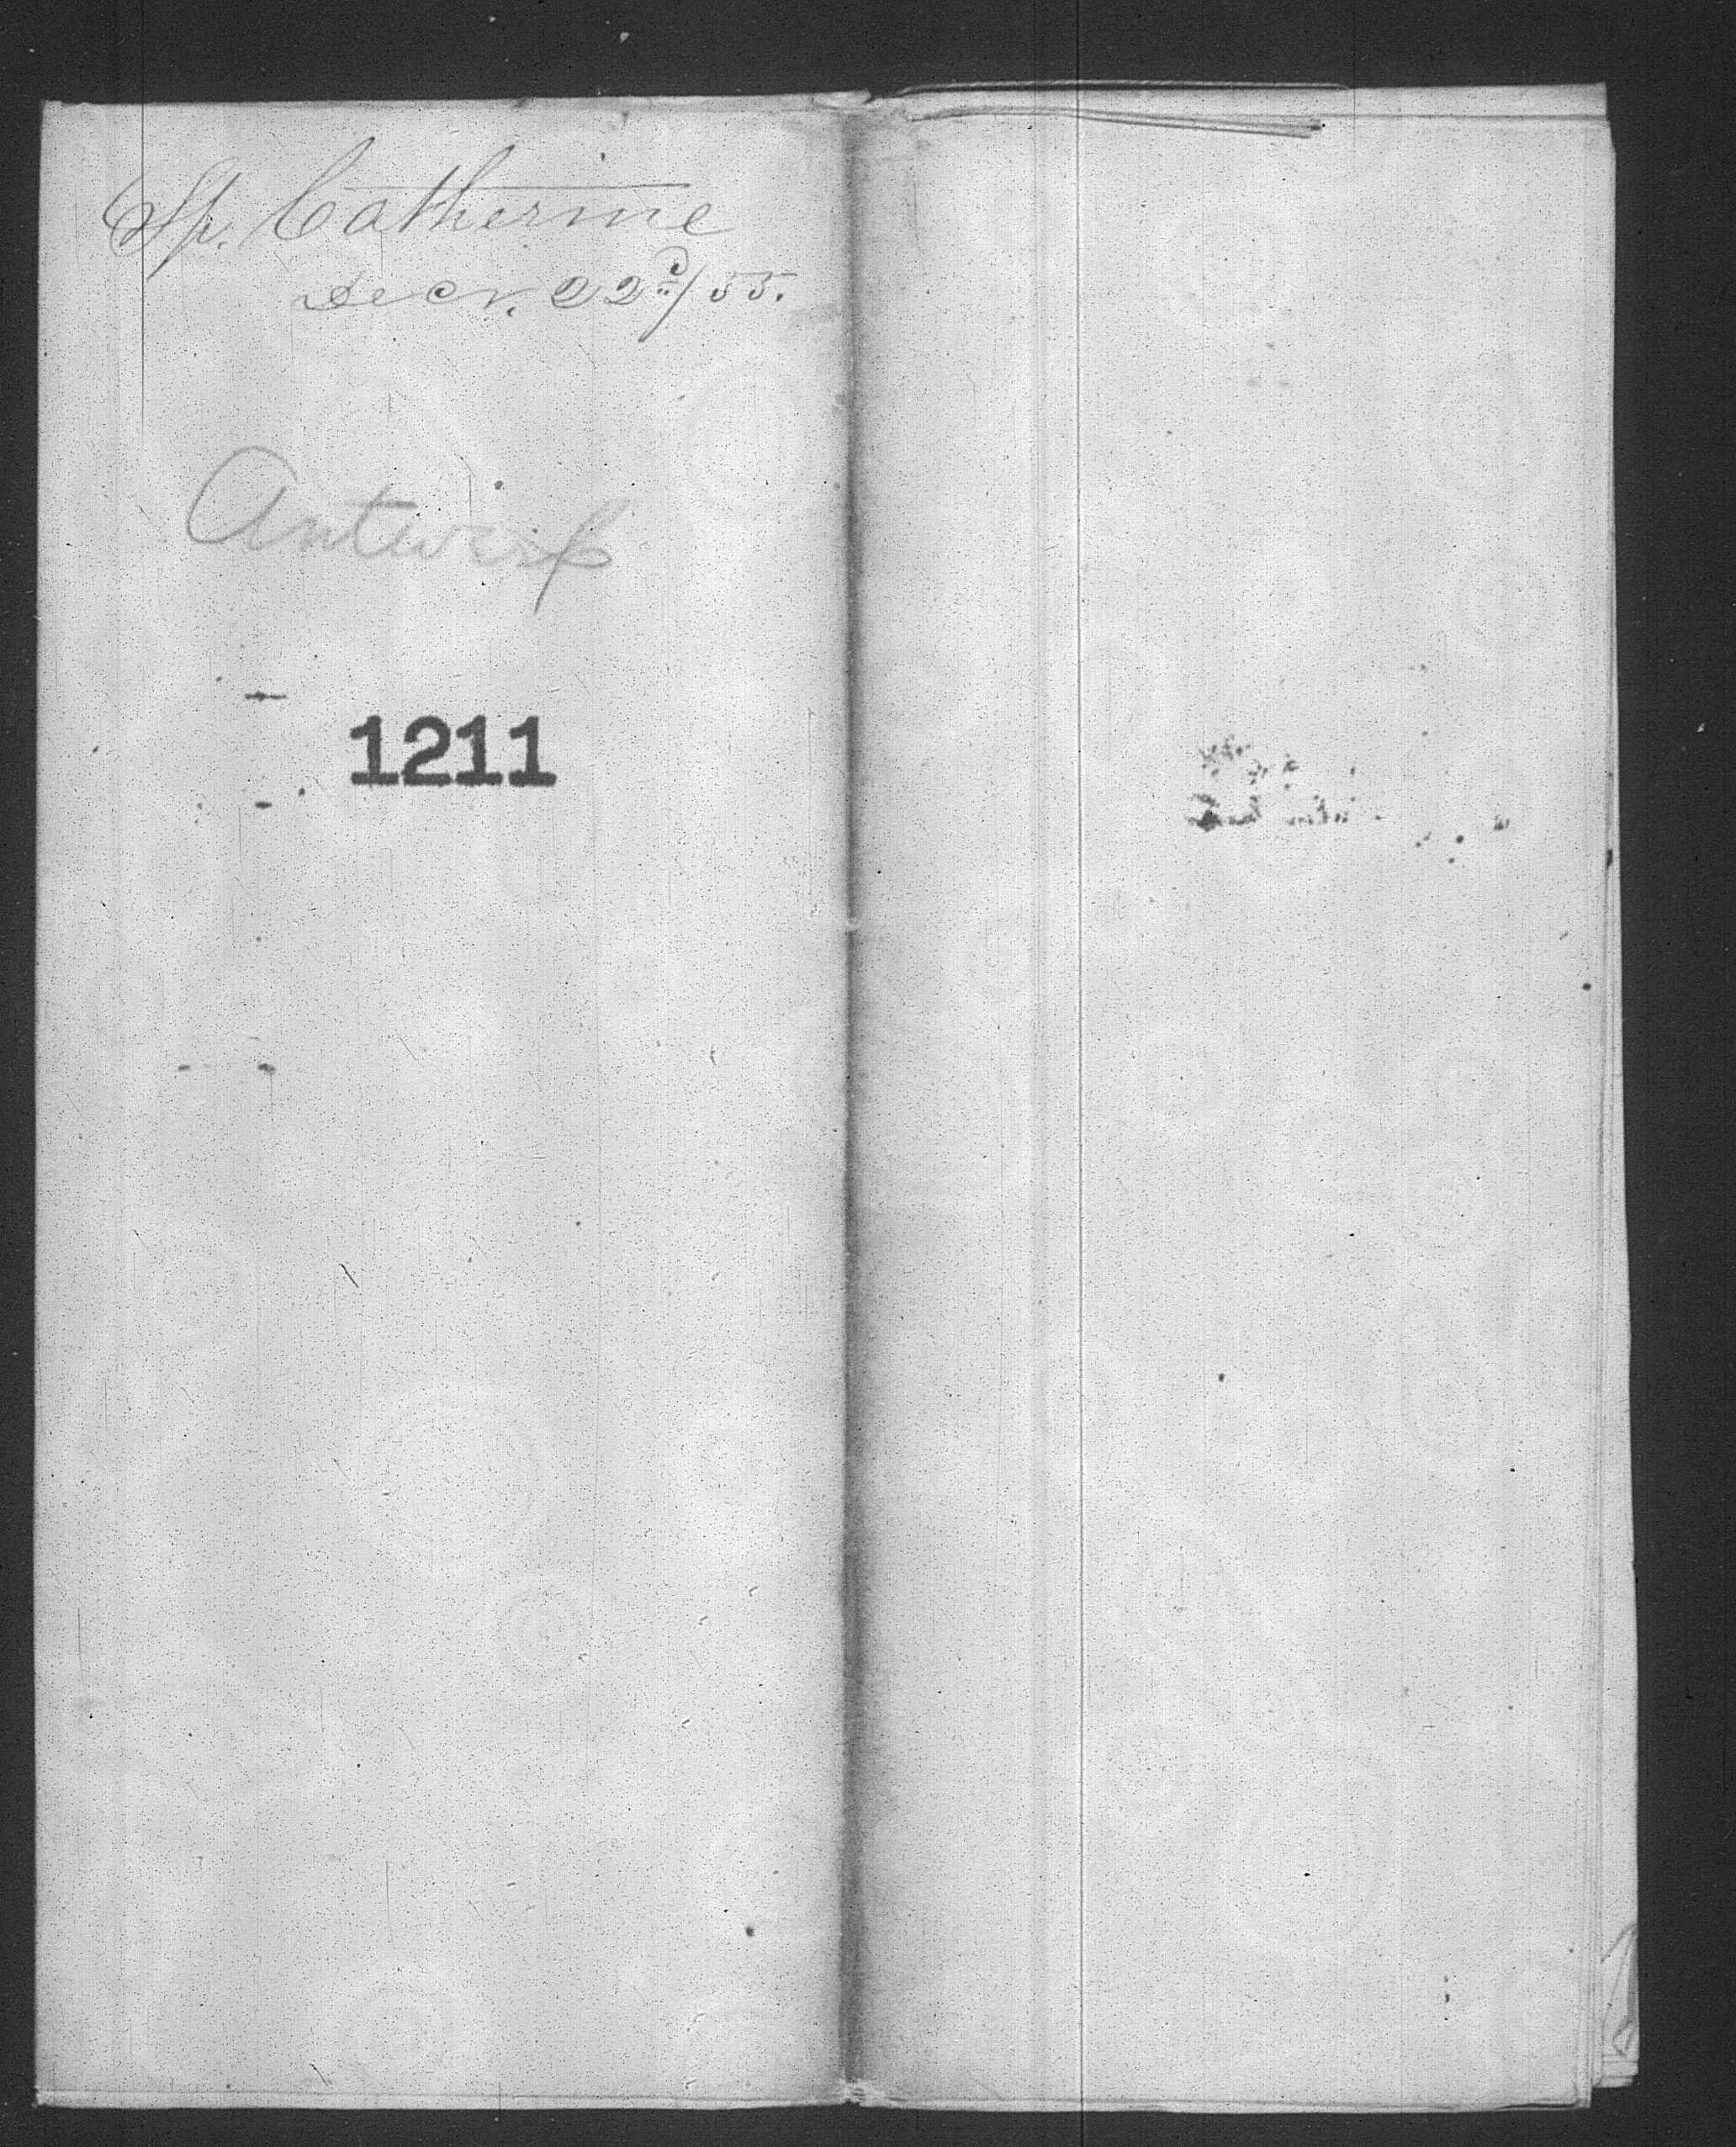 Sp. Catherine
Decr. 22d/55.
Antwerp
1211